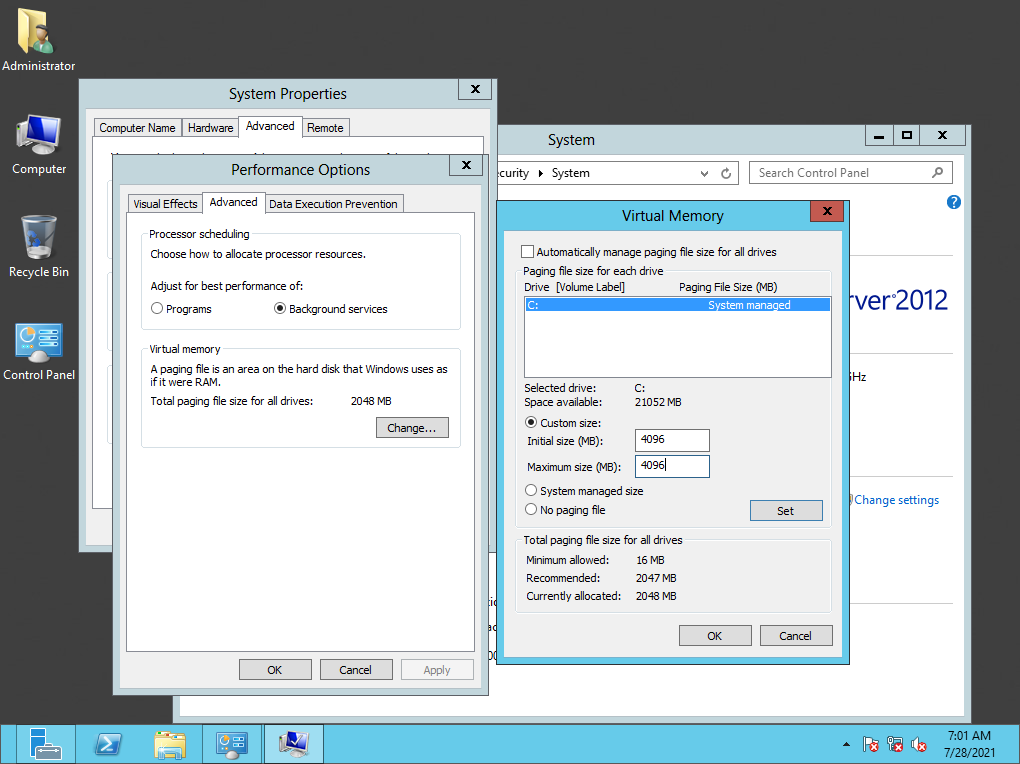 Administrator
Computer
Recycle Bin
Control Panel
System Properties
Computer Name
Hardware
Advanced
Remote
System
System
Search Control Panel
Change settings
Performance Options
Visual Effects
Advanced
Data Execution Prevention
Processor scheduling
Choose how to allocate processor resources.
Adjust for best performance of:
Programs
Background services
Virtual memory
A paging file is an area on the hard disk that Windows uses as
if it were RAM.
Total paging file size for all drives: 2048 MB
Change...
OK
Cancel
Apply
Virtual Memory
Automatically manage paging file size for all drives
Paging file size for each drive
Drive [Volume Label] Paging File Size (MB)
C: System managed
Selected drive: C:
Space available: 21052 MB
Custom size:
Initial size (MB): 4096
Maximum size (MB): 4096
System managed size
No paging file
Set
Total paging file size for all drives
Minimum allowed: 16 MB
Recommended: 2047 MB
Currently allocated: 2048 MB
OK
Cancel
2012
7:01 AM
7/28/2021